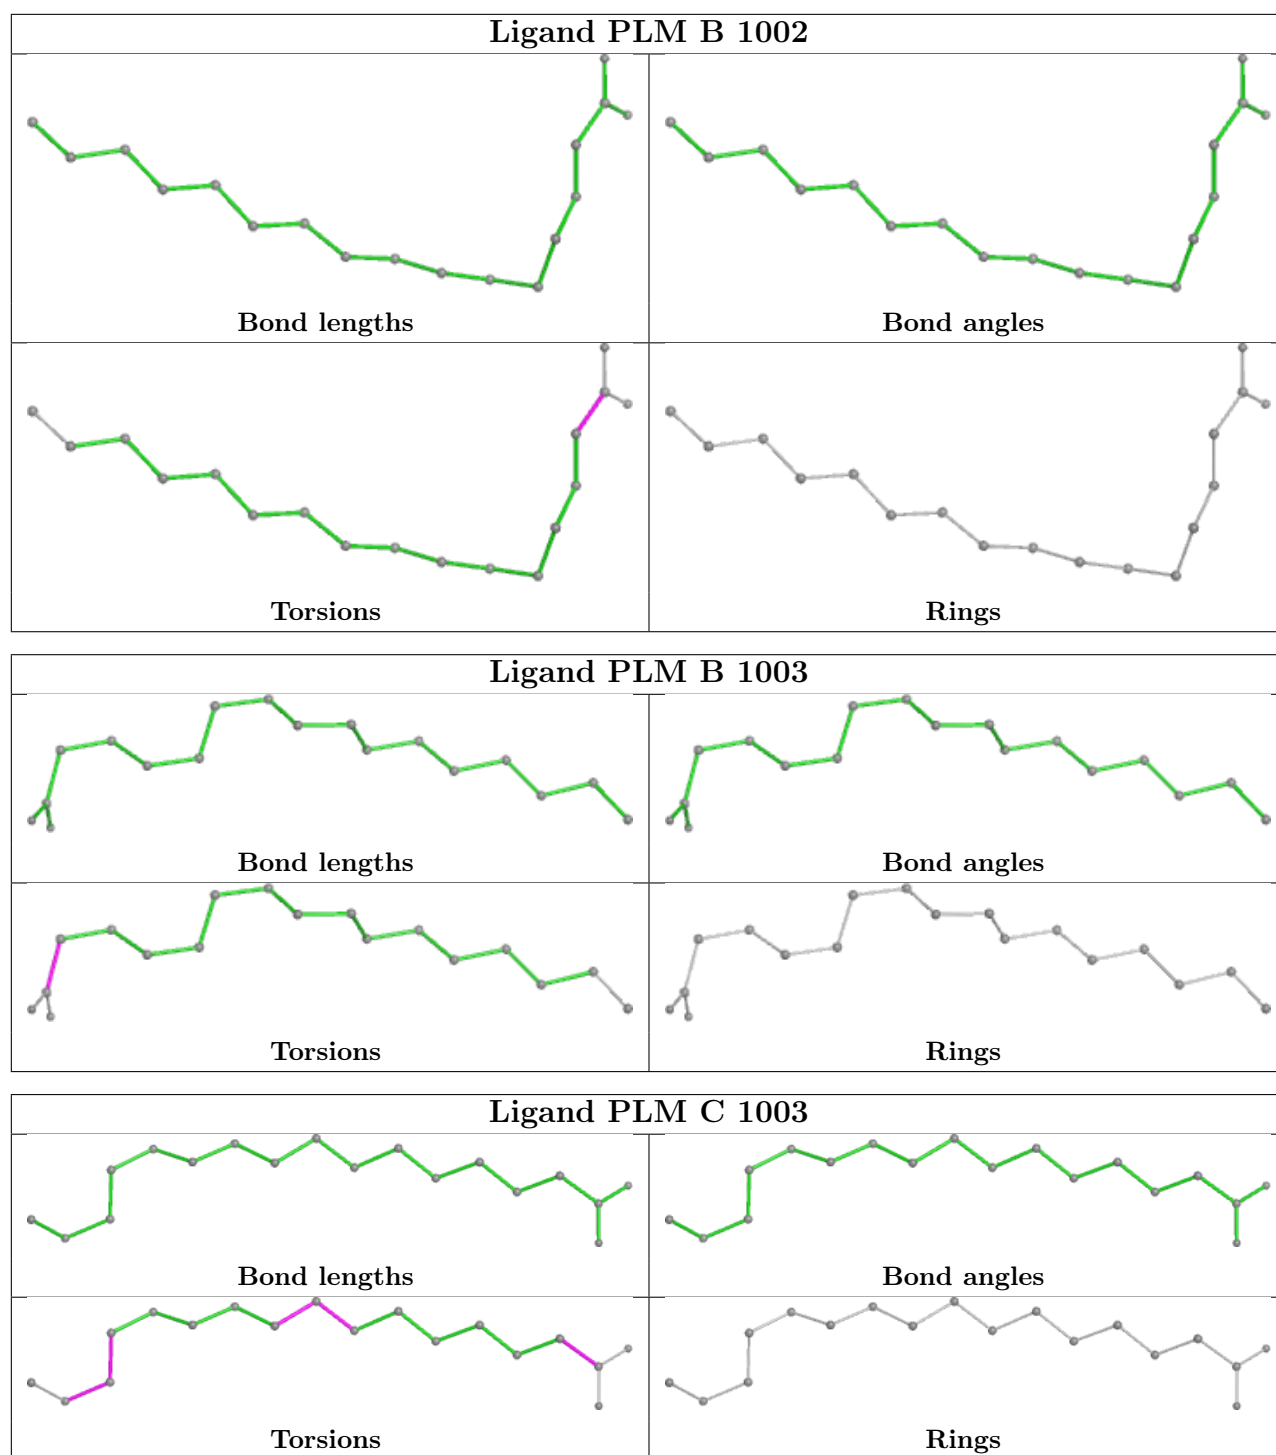 Ligand PLM B 1002
Bond lengths
Bond angles
Torsions
Rings
Ligand PLM B 1003
Bond lengths
Bond angles
Torsions
Rings
Ligand PLM C 1003
Bond lengths
Bond angles
Torsions
Rings